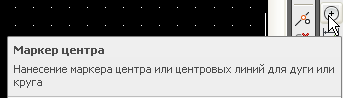 Маркер центра
Нанесение маркера центра или центровых линий для дуги или
круга